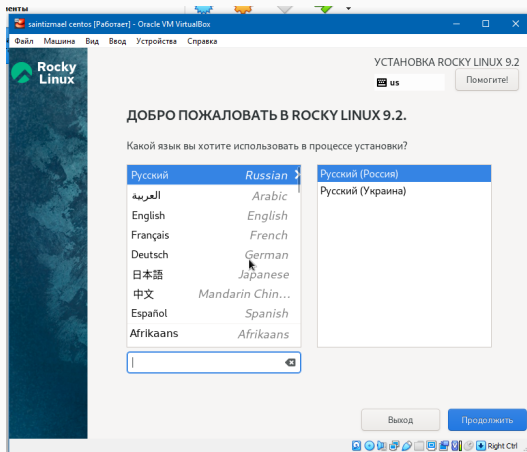 saintizmael centos [Работает] - Oracle VM VirtualBox
Файл Машина Вид Ввод Устройства Справка
Rocky
Linux
УСТАНОВКА ROCKY LINUX 9.2
us
Помогите!
ДОБРО ПОЖАЛОВАТЬ В ROCKY LINUX 9.2.
Какой язык вы хотите использовать в процессе установки?
Русский Russian
العربية Arabic
English English
Français French
Deutsch German
日本語 Japanese
中文 Mandarin Chin...
Español Spanish
Afrikaans Afrikaans
Русский (Россия)
Русский (Украина)
Выход
Продолжить
Right Ctrl